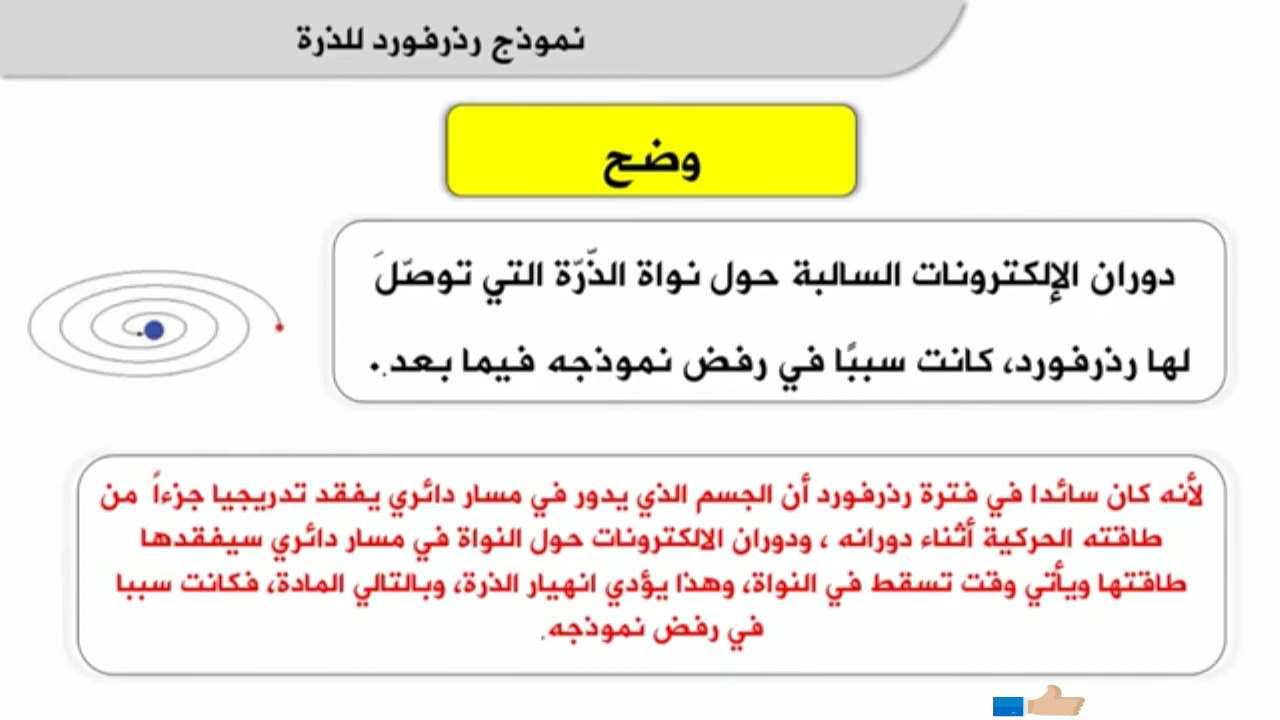 نموذج رذرفورد للذرة
وضح
دوران الإلكترونات السالبة حول نواة الذّرّة التي توصّلَ
لها رذرفورد، كانت سببًا في رفض نموذجه فيما بعد.
لأنه كان سائدا في فترة رذرفورد أن الجسم الذي يدور في مسار دائري يفقد تدريجيا جزءاً من
طاقته الحركية أثناء دورانه ، ودوران الالكترونات حول النواة في مسار دائري سيفقدها
طاقتها ويأتي وقت تسقط في النواة، وهذا يؤدي انهيار الذرة، وبالتالي المادة، فكانت سببا
في رفض نموذجه.